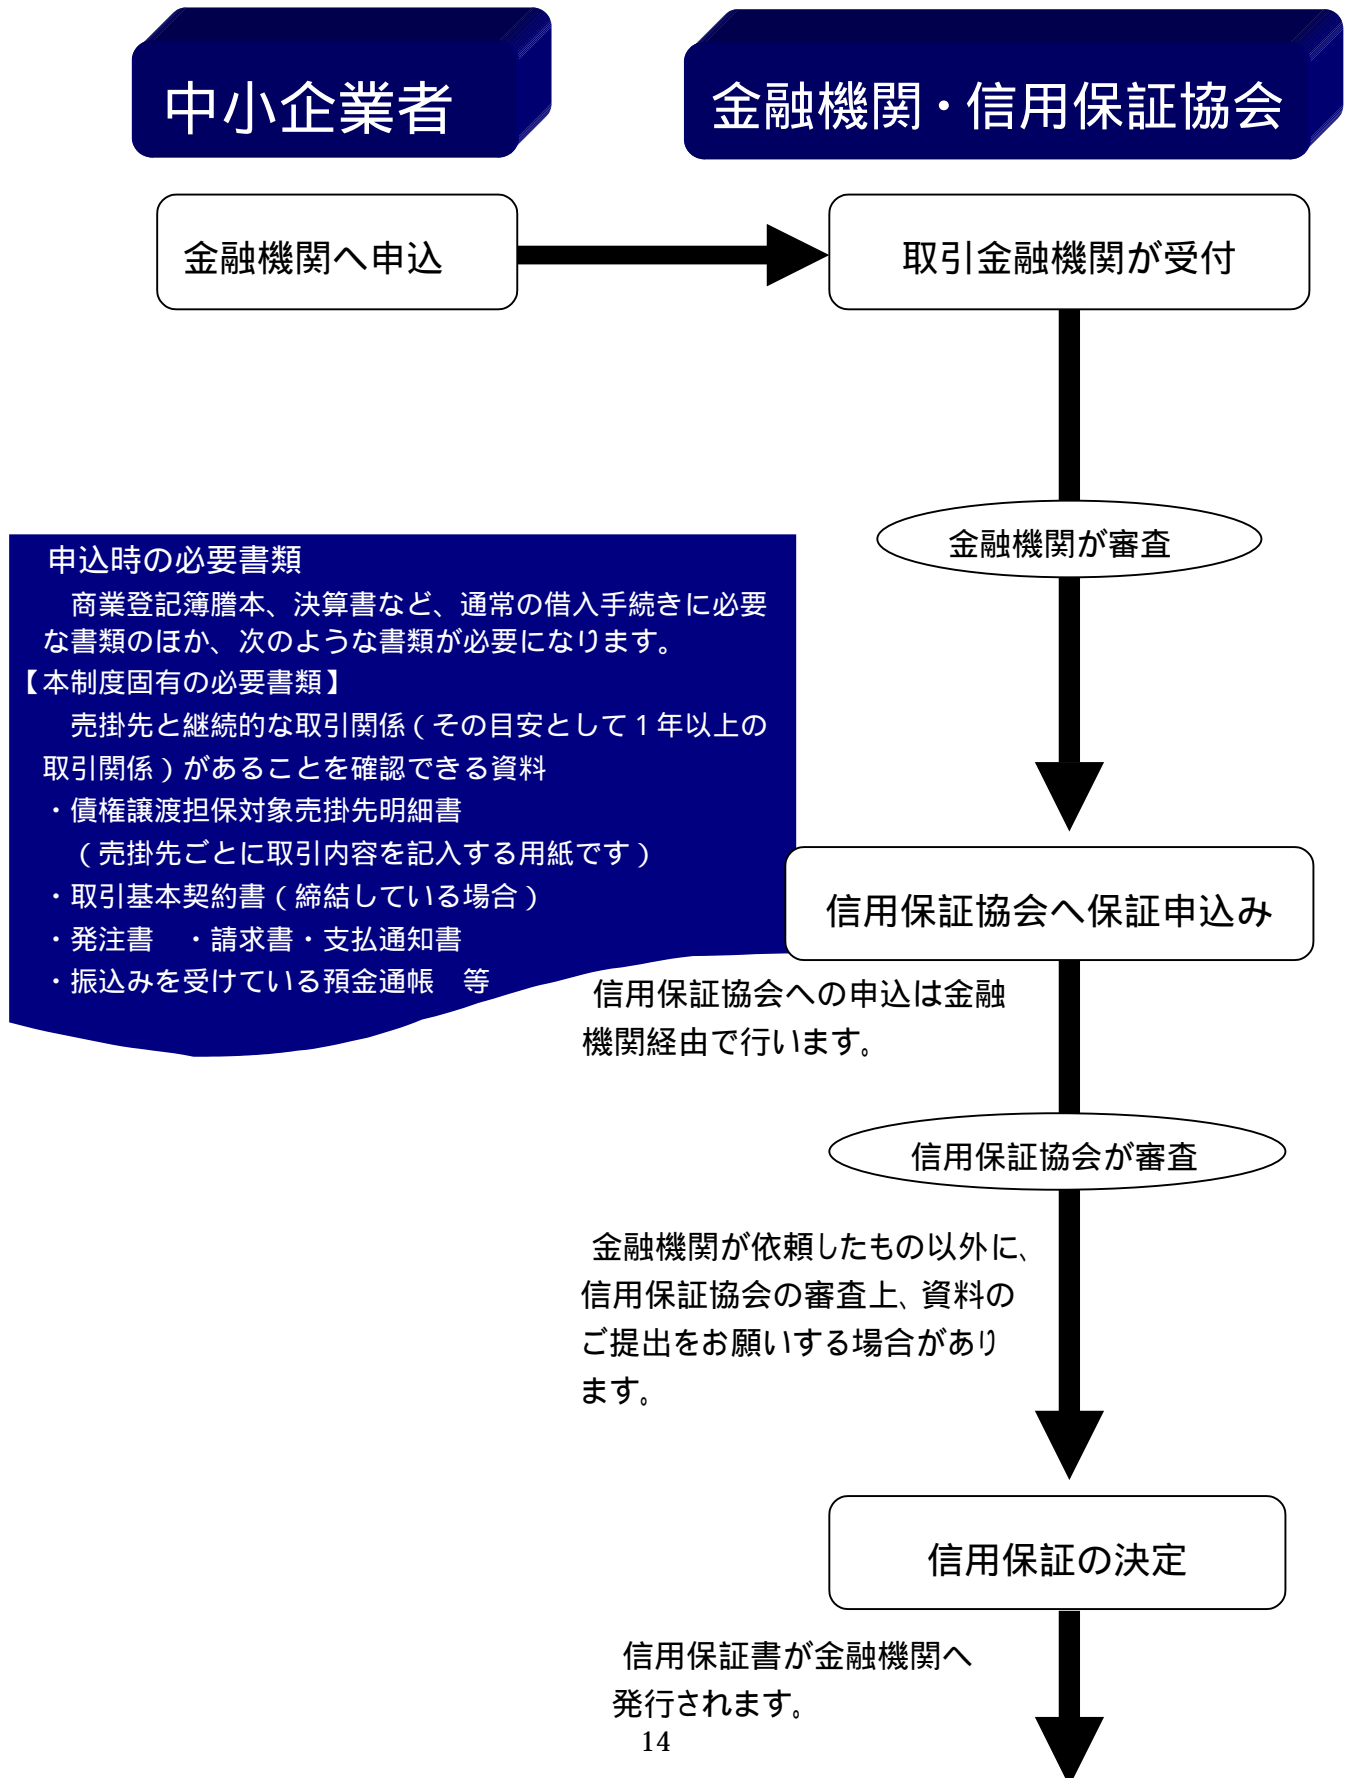 中小企業者
金融機関・信用保証協会
金融機関へ申込
取引金融機関が受付
金融機関が審査
申込時の必要書類
商業登記簿謄本、決算書など、通常の借入手続きに必要
な書類のほか、次のような書類が必要になります。
【本制度固有の必要書類】
売掛先と継続的な取引関係(その目安として1年以上の
取引関係)があることを確認できる資料
・債権譲渡担保対象売掛先明細書
(売掛先ごとに取引内容を記入する用紙です)
・取引基本契約書(締結している場合)
・発注書 ・請求書・支払通知書
・振込みを受けている預金通帳 等
信用保証協会へ保証申込み
信用保証協会への申込は金融
機関経由で行います。
信用保証協会が審査
金融機関が依頼したもの以外に、
信用保証協会の審査上、資料の
ご提出をお願いする場合があり
ます。
信用保証の決定
信用保証書が金融機関へ
発行されます。
14